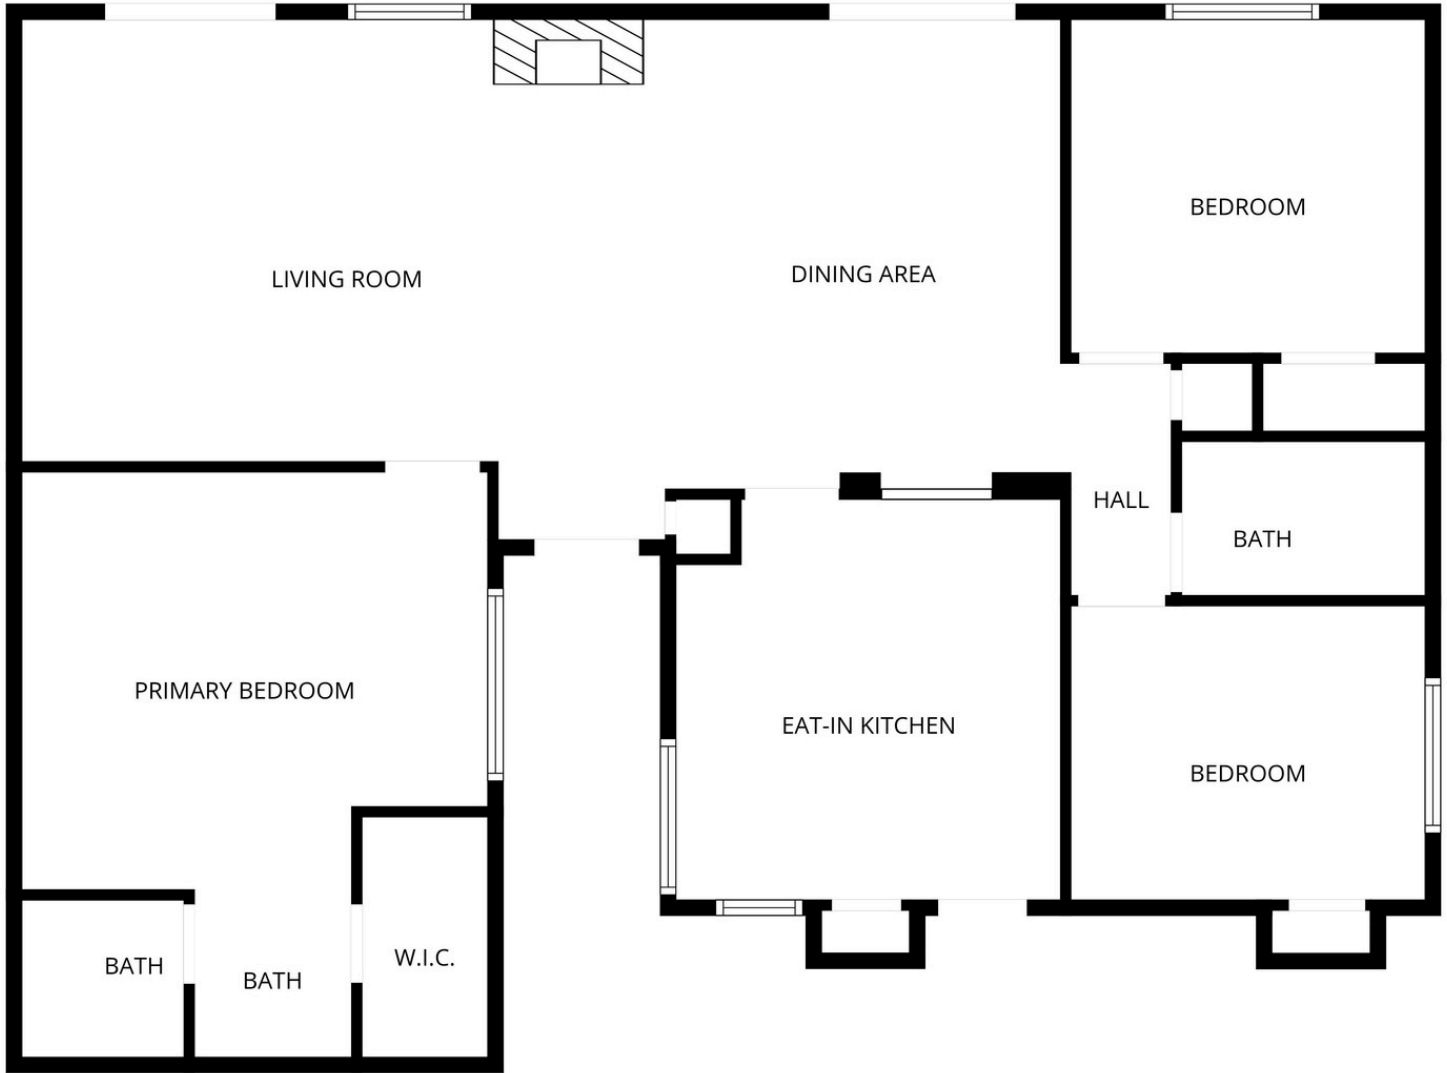 BEDROOM
DINING AREA
LIVING ROOM
HALL
BATH
PRIMARY BEDROOM
EAT-IN KITCHEN
BEDROOM
W.I.C.
BATH
BATH